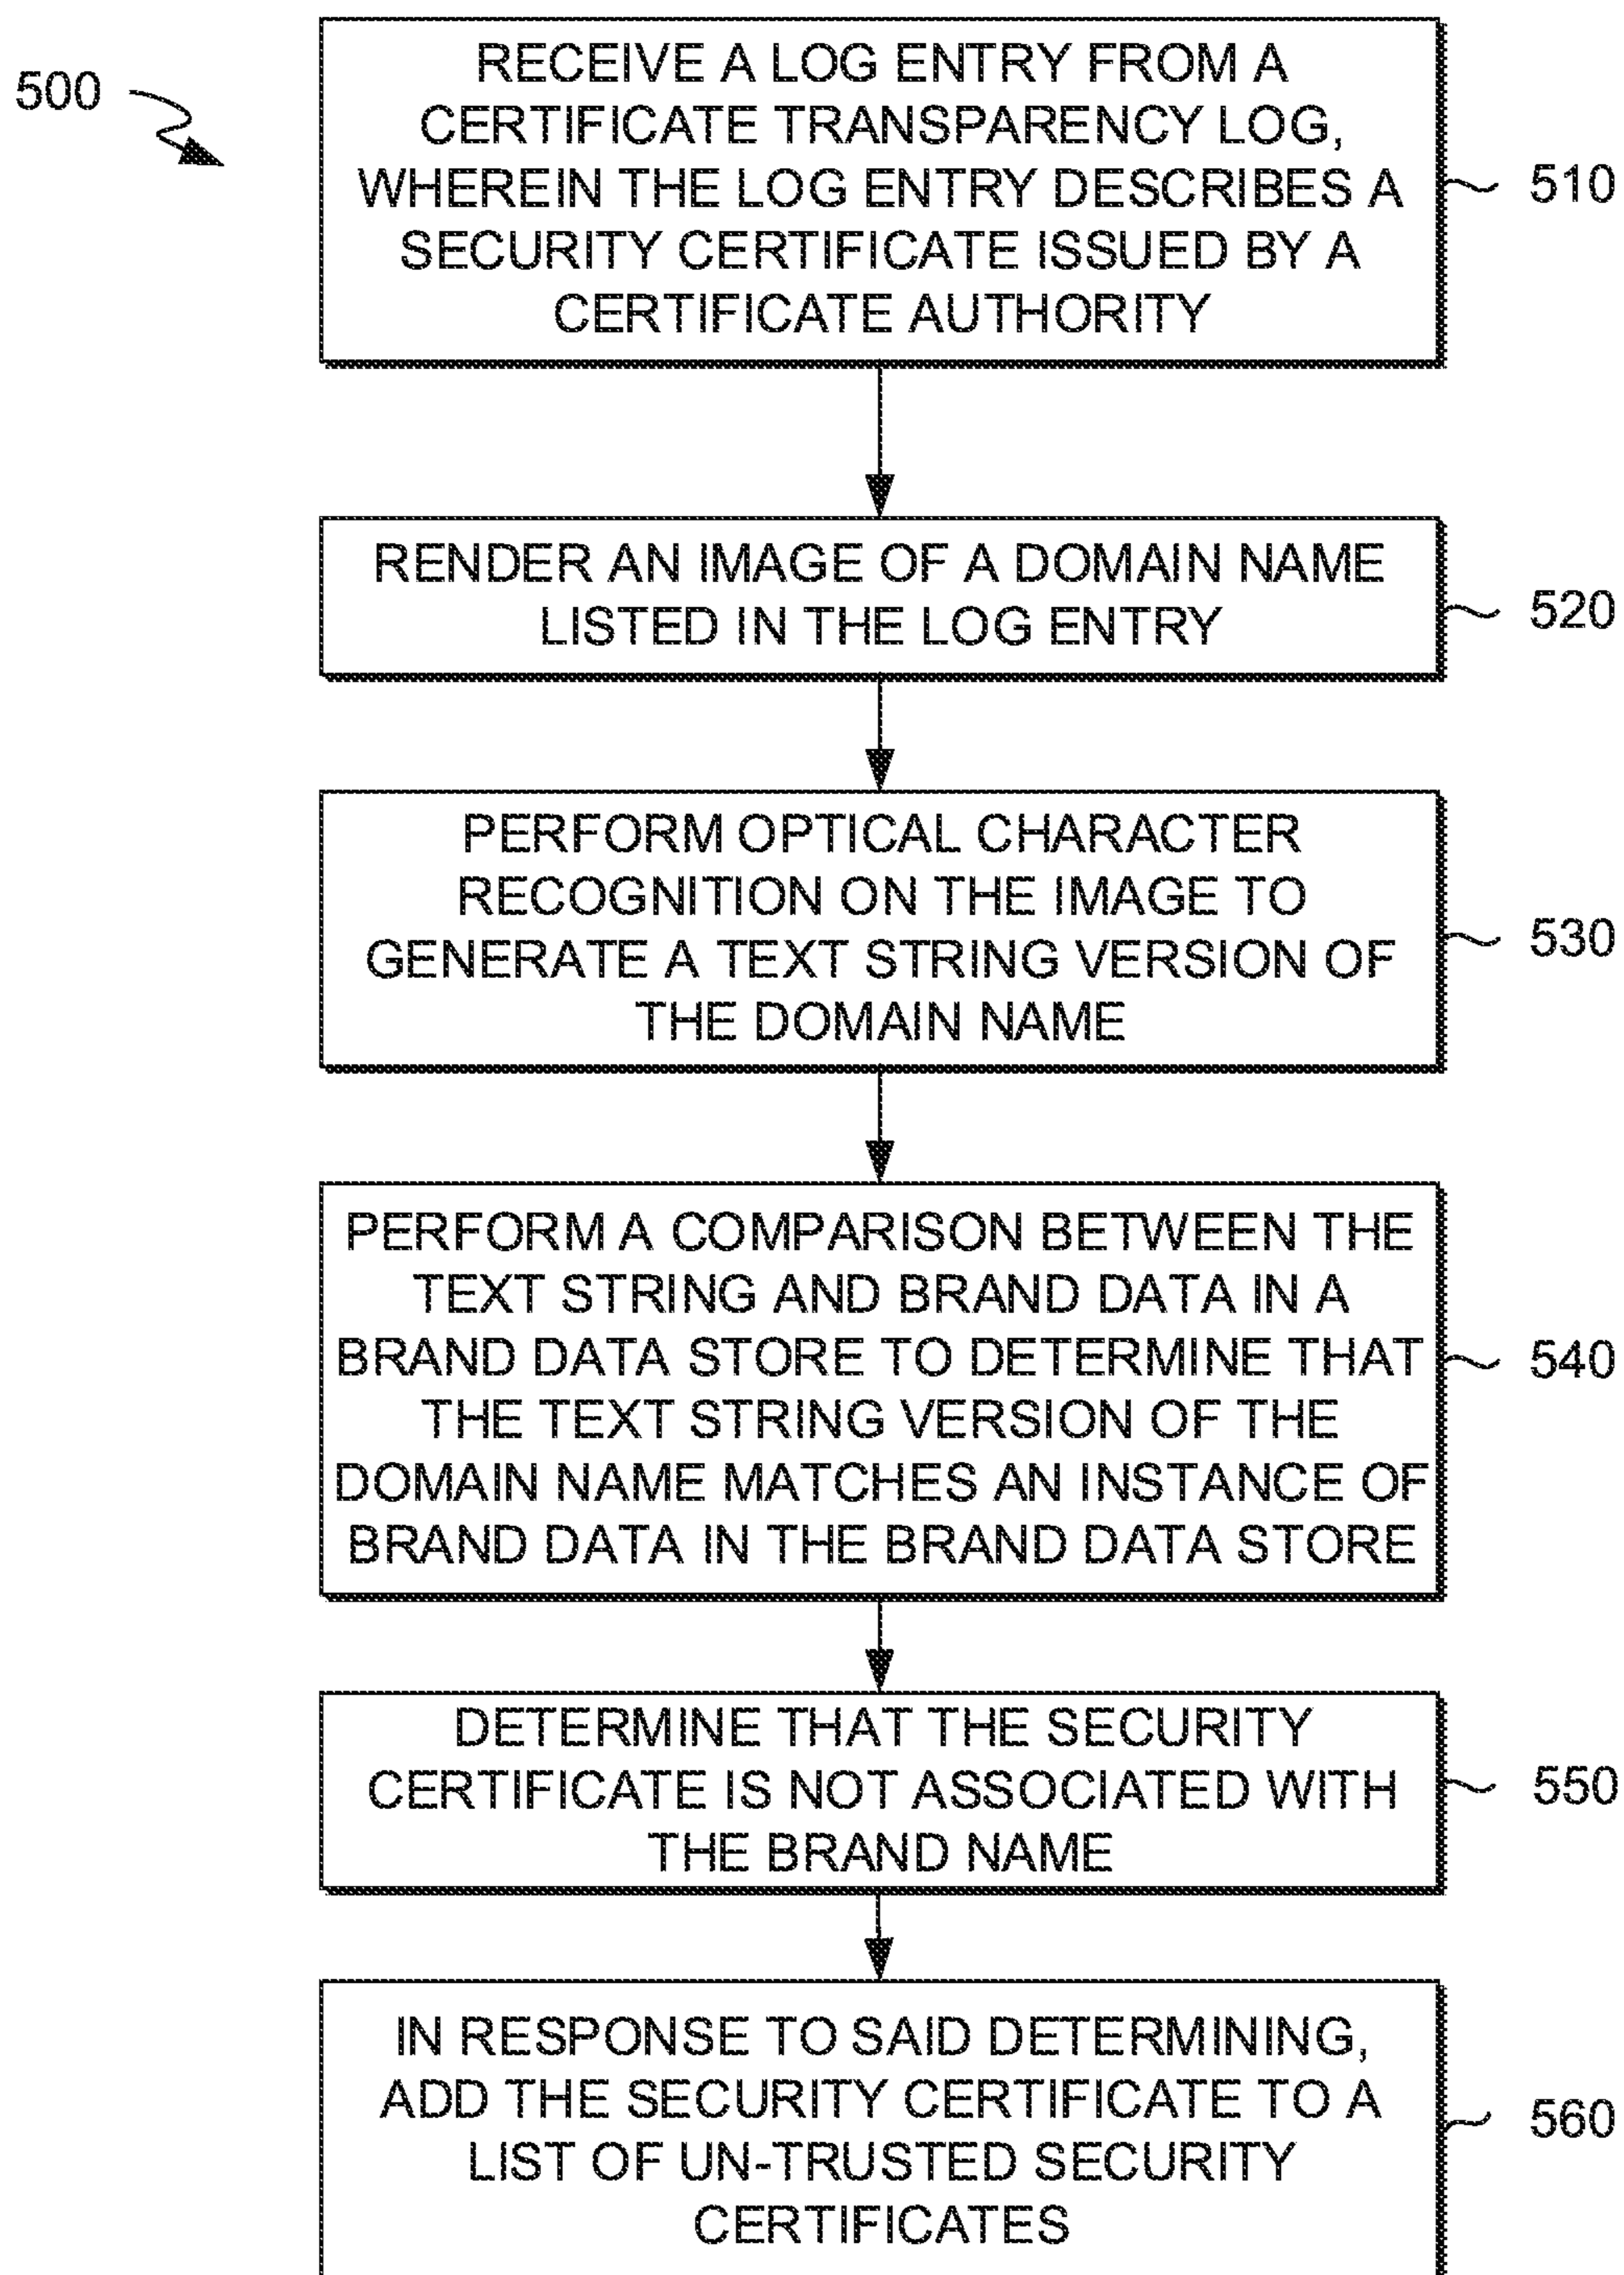 500
RECEIVE A LOG ENTRY FROM A
CERTIFICATE TRANSPARENCY LOG,
WHEREIN THE LOG ENTRY DESCRIBES A
SECURITY CERTIFICATE ISSUED BY A
CERTIFICATE AUTHORITY
510
RENDER AN IMAGE OF A DOMAIN NAME
LISTED IN THE LOG ENTRY
520
PERFORM OPTICAL CHARACTER
RECOGNITION ON THE IMAGE TO
GENERATE A TEXT STRING VERSION OF
THE DOMAIN NAME
530
PERFORM A COMPARISON BETWEEN THE
TEXT STRING AND BRAND DATA IN A
BRAND DATA STORE TO DETERMINE THAT
THE TEXT STRING VERSION OF THE
DOMAIN NAME MATCHES AN INSTANCE OF
BRAND DATA IN THE BRAND DATA STORE
540
DETERMINE THAT THE SECURITY
CERTIFICATE IS NOT ASSOCIATED WITH
THE BRAND NAME
550
IN RESPONSE TO SAID DETERMINING,
ADD THE SECURITY CERTIFICATE TO A
LIST OF UN-TRUSTED SECURITY
CERTIFICATES
560